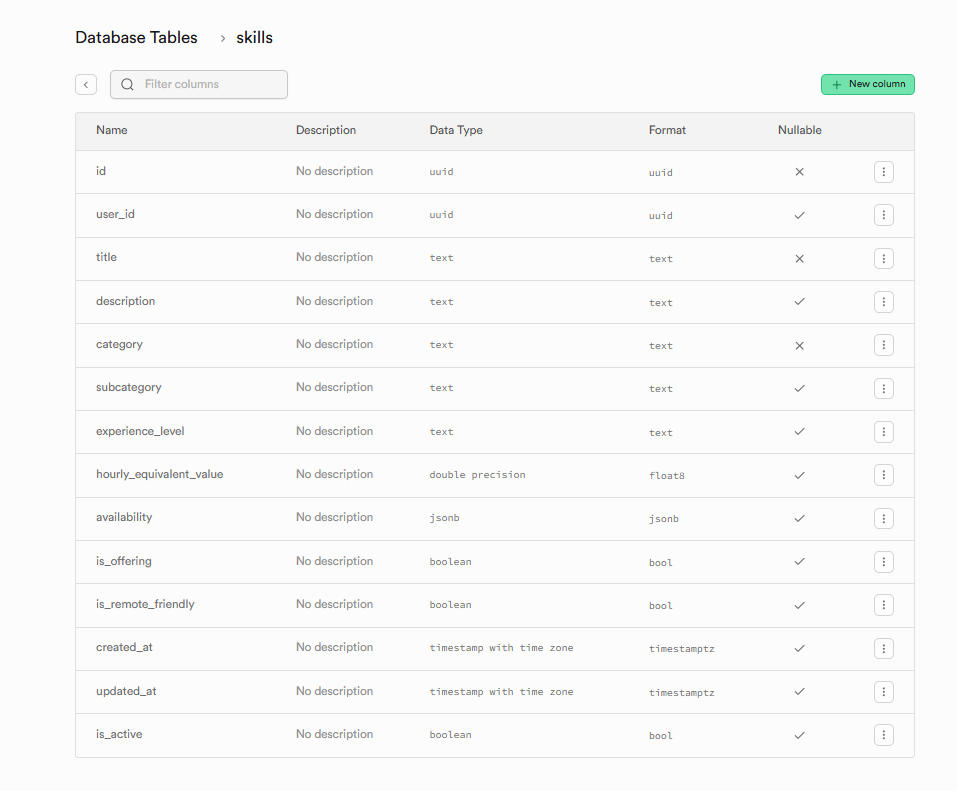 Database Tables > skills
Filter columns
New column
Name Description Data Type Format Nullable
id No description uuid uuid
user_id No description uuid uuid
title No description text text
description No description text text
category No description text text
subcategory No description text text
experience_level No description text text
hourly_equivalent_value No description double precision float8
availability No description jsonb jsonb
is_offering No description boolean bool
is_remote_friendly No description boolean bool
created_at No description timestamp with time zone timestamptz
updated_at No description timestamp with time zone timestamptz
is_active No description boolean bool